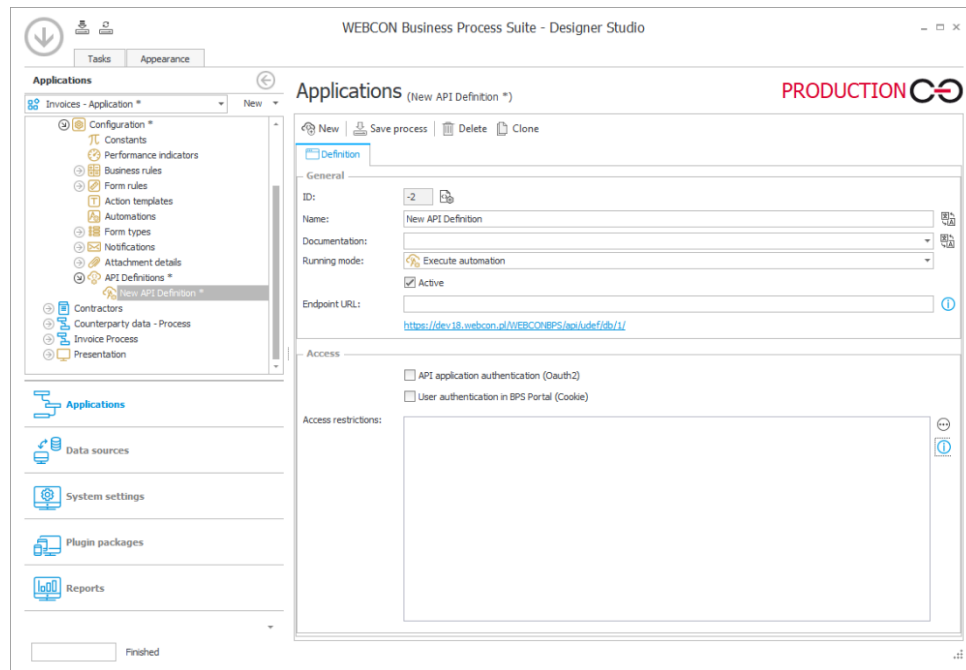 WEBCON Business Process Suite - Designer Studio
Tasks Appearance
Applications
Invoices - Application * New
Configuration *
Constants
Performance indicators
Business rules
Form rules
Action templates
Automations
Form types
Notifications
Attachment details
API Definitions *
New API Definition *
Contractors
Counterparty data - Process
Invoice Process
Presentation
Applications
Data sources
System settings
Plugin packages
Reports
Finished
Applications (New API Definition *)
PRODUCTION
New Save process Delete Clone
Definition
General
ID: -2
Name: New API Definition
Documentation:
Running mode: Execute automation
Active
Endpoint URL:
https://dev18.webcon.pl/WEBCONBPS/api/udef/db/1/
Access
API application authentication (Oauth2)
User authentication in BPS Portal (Cookie)
Access restrictions: